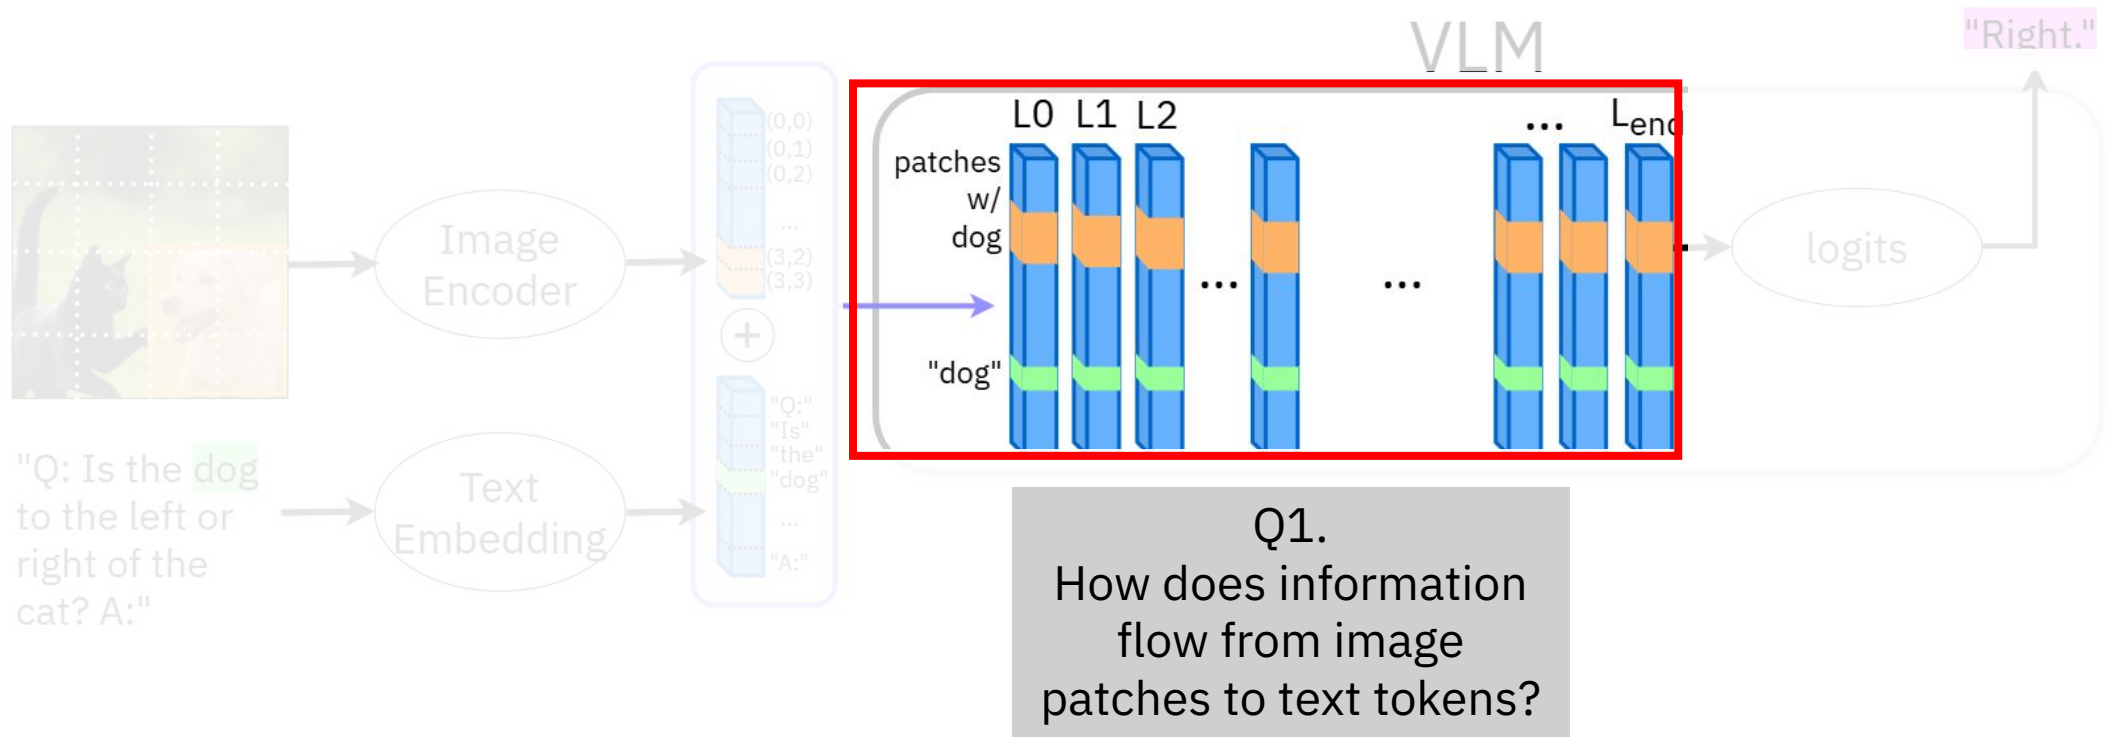 VLM
"Right."
(0,0)
(0,1)
(0,2)
...
(3,2)
(3,3)
+
"Q:"
"Is"
"the"
"dog"
...
"A:"
Image
Encoder
Text
Embedding
"Q: Is the dog
to the left or
right of the
cat? A:"
L0 L1 L2 ... Lend
patches
w/
dog
... ...
"dog"
logits
Q1.
How does information
flow from image
patches to text tokens?